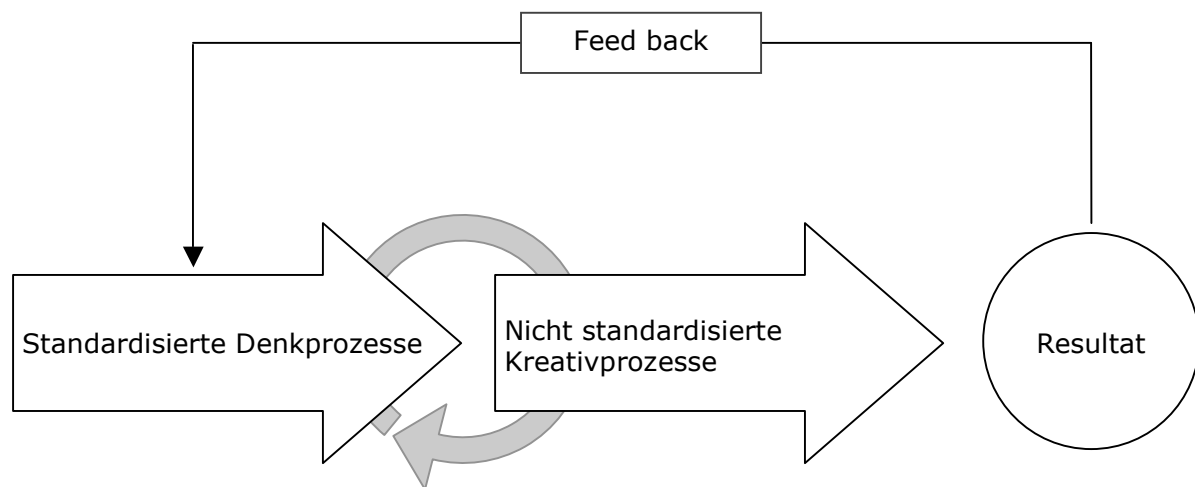 Feed back
Standardisierte Denkprozesse
Nicht standardisierte
Kreativprozesse
Resultat